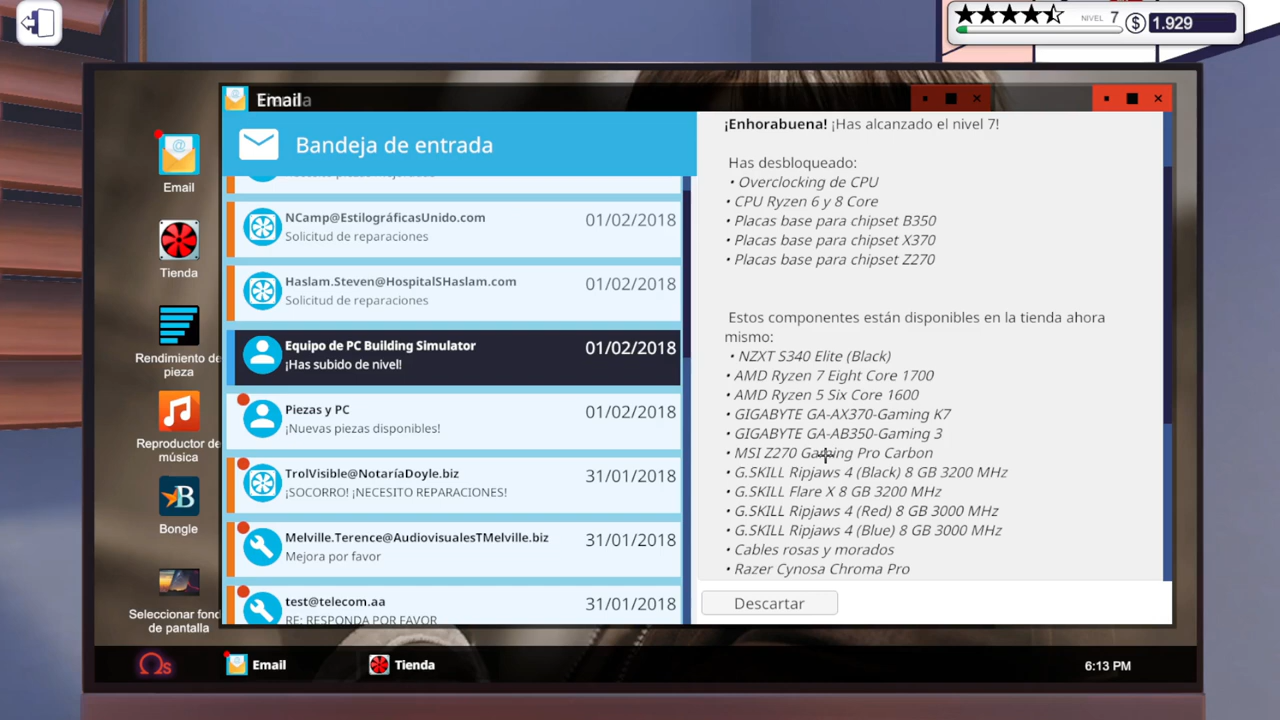 NIVEL 7
$ 1.929
Email
Bandeja de entrada
NCamp@EstilográficasUnido.com 01/02/2018
Solicitud de reparaciones
Haslam.Steven@HospitalSHaslam.com 01/02/2018
Solicitud de reparaciones
Equipo de PC Building Simulator 01/02/2018
¡Has subido de nivel!
Piezas y PC 01/02/2018
¡Nuevas piezas disponibles!
TrolVisible@NotaríaDoyle.biz 31/01/2018
¡SOCORRO! ¡NECESITO REPARACIONES!
Melville.Terence@AudiovisualesTMelville.biz 31/01/2018
Mejora por favor
test@telecom.aa 31/01/2018
RE: RESPONDA POR FAVOR
¡Enhorabuena! ¡Has alcanzado el nivel 7!
Has desbloqueado:
• Overclocking de CPU
• CPU Ryzen 6 y 8 Core
• Placas base para chipset B350
• Placas base para chipset X370
• Placas base para chipset Z270
Estos componentes están disponibles en la tienda ahora
mismo:
• NZXT S340 Elite (Black)
• AMD Ryzen 7 Eight Core 1700
• AMD Ryzen 5 Six Core 1600
• GIGABYTE GA-AX370-Gaming K7
• GIGABYTE GA-AB350-Gaming 3
• MSI Z270 Gaming Pro Carbon
• G.SKILL Ripjaws 4 (Black) 8 GB 3200 MHz
• G.SKILL Flare X 8 GB 3200 MHz
• G.SKILL Ripjaws 4 (Red) 8 GB 3000 MHz
• G.SKILL Ripjaws 4 (Blue) 8 GB 3000 MHz
• Cables rosas y morados
• Razer Cynosa Chroma Pro
Descartar
Email
Tienda
Rendimiento de
pieza
Reproductor de
música
Bongle
Seleccionar fond
de pantalla
Ωs
Email
Tienda
6:13 PM